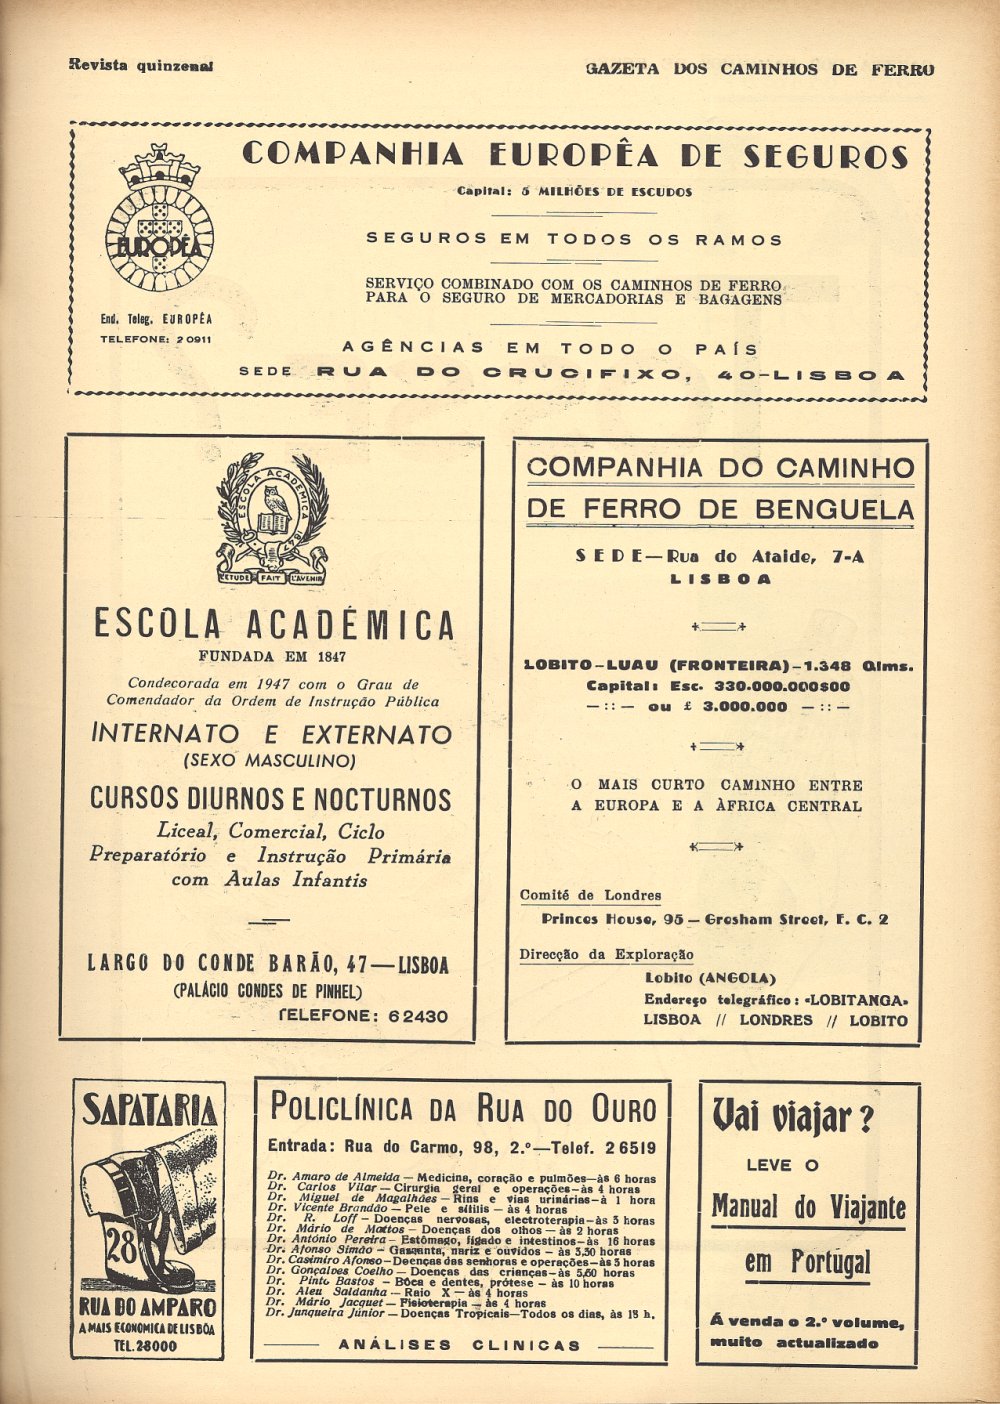 Revista quinzenal
GAZETA DOS CAMINHOS DE FERRO
COMPANHIA EUROPÊA DE SEGUROS
Capital: 5 MILHÕES DE ESCUDOS
EUROPÊA
SEGUROS EM TODOS OS RAMOS
SERVIÇO COMBINADO COM OS CAMINHOS DE FERRO
PARA O SEGURO DE MERCADORIAS E BAGAGENS
End. Teleg. EUROPÊA
TELEFONE: 2 0911
AGÊNCIAS EM TODO O PAÍS
SEDE RUA DO CRUCIFIXO, 40-LISBOA
ESCOLA ACADEMICA 1847
L'ETUDE FAIT L'AVENIR
ESCOLA ACADÉMICA
FUNDADA EM 1847
Condecorada em 1947 com o Grau de
Comendador da Ordem de Instrução Pública
INTERNATO E EXTERNATO
(SEXO MASCULINO)
CURSOS DIURNOS E NOCTURNOS
Liceal, Comercial, Ciclo
Preparatório e Instrução Primária
com Aulas Infantis
LARGO DO CONDE BARÃO, 47—LISBOA
(PALÁCIO CONDES DE PINHEL)
TELEFONE: 6 2430
COMPANHIA DO CAMINHO
DE FERRO DE BENGUELA
SEDE—Rua do Ataide, 7-A
LISBOA
LOBITO-LUAU (FRONTEIRA)-1.348 Qlms.
Capital: Esc. 330.000.000$00
— :: — ou £ 3.000.000 — :: —
O MAIS CURTO CAMINHO ENTRE
A EUROPA E A ÀFRICA CENTRAL
Comité de Londres
Princes House, 95 — Gresham Street, E. C. 2
Direcção da Exploração
Lobito (ANGOLA)
Endereço telegráfico: «LOBITANGA»
LISBOA // LONDRES // LOBITO
SAPATARIA
28
RUA DO AMPARO
A MAIS ECONOMICA DE LISBÔA
TEL. 28000
POLICLÍNICA DA RUA DO OURO
Entrada: Rua do Carmo, 98, 2.º—Telef. 2 6519
Dr. Amaro de Almeida — Medicina, coração e pulmões—às 6 horas
Dr. Carlos Vilar — Cirurgia geral e operações—às 4 horas
Dr. Miguel de Magalhães — Rins e vias urinárias—à 1 hora
Dr. Vicente Brandão — Pele e sífilis — às 4 horas
Dr. R. Loff — Doenças nervosas, electroterapia—às 3 horas
Dr. Mário de Mattos — Doenças dos olhos — às 2 horas
Dr. António Pereira — Estômago, fígado e intestinos—às 16 horas
Dr. Afonso Simão — Garganta, nariz e ouvidos — às 3,30 horas
Dr. Casimiro Afonso—Doenças das senhoras e operações—às 3 horas
Dr. Gonçalves Coelho — Doenças das crianças—às horas
Dr. Pinto Bastos — Bôca e dentes, prótese — às 10 horas
Dr. Aleu Saldanha — Raio X — às 4 horas
Dr. Mário Jacquet — Fisioterapia — às 4 horas
Dr. Junqueira Júnior — Doenças Tropicais—Todos os dias, às h.
ANÁLISES CLINICAS
Vai viajar?
LEVE O
Manual do Viajante
em Portugal
Á venda o 2.º volume,
muito actualizado